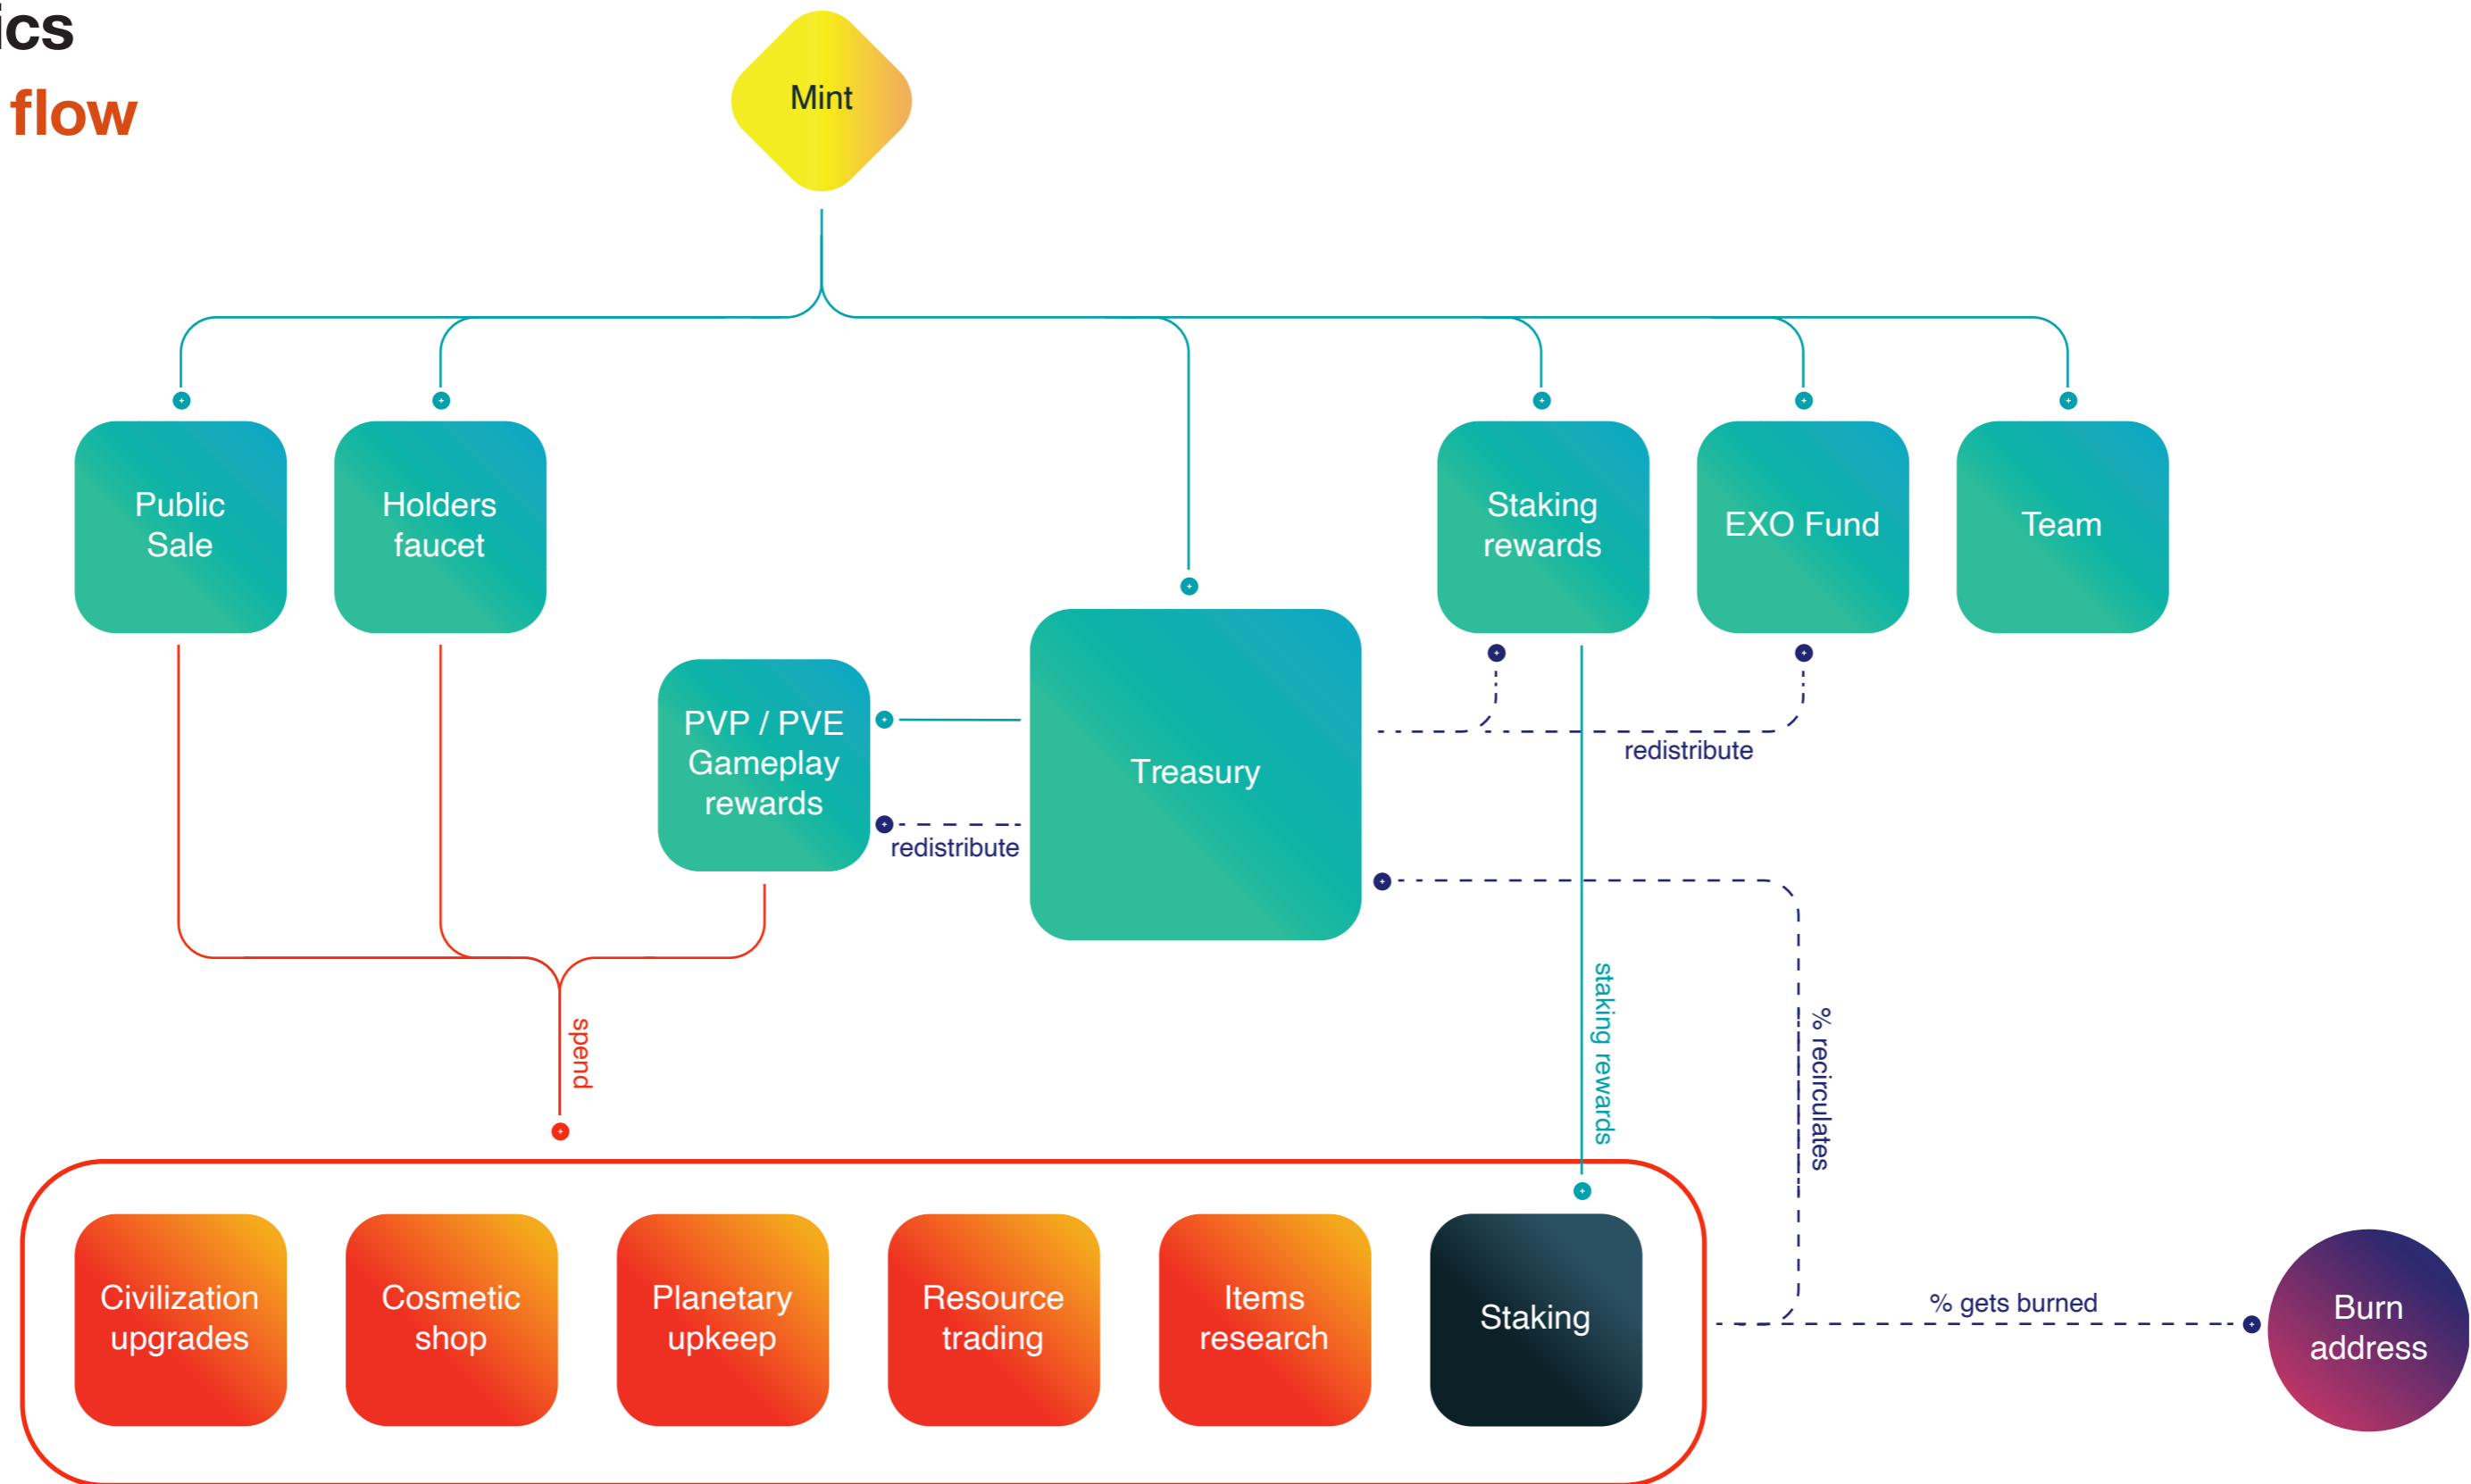 ics
flow
Mint
Public
Sale
Holders
faucet
Staking
rewards
EXO Fund
Team
PVP / PVE
Gameplay
rewards
Treasury
redistribute
redistribute
spend
staking rewards
% recirculates
Civilization
upgrades
Cosmetic
shop
Planetary
upkeep
Resource
trading
Items
research
Staking
% gets burned
Burn
address